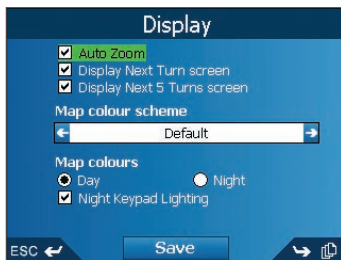 Display
Auto Zoom
Display Next Turn screen
Display Next 5 Turns screen
Map colour scheme
Default
Map colours
Day Night
Night Keypad Lighting
ESC Save